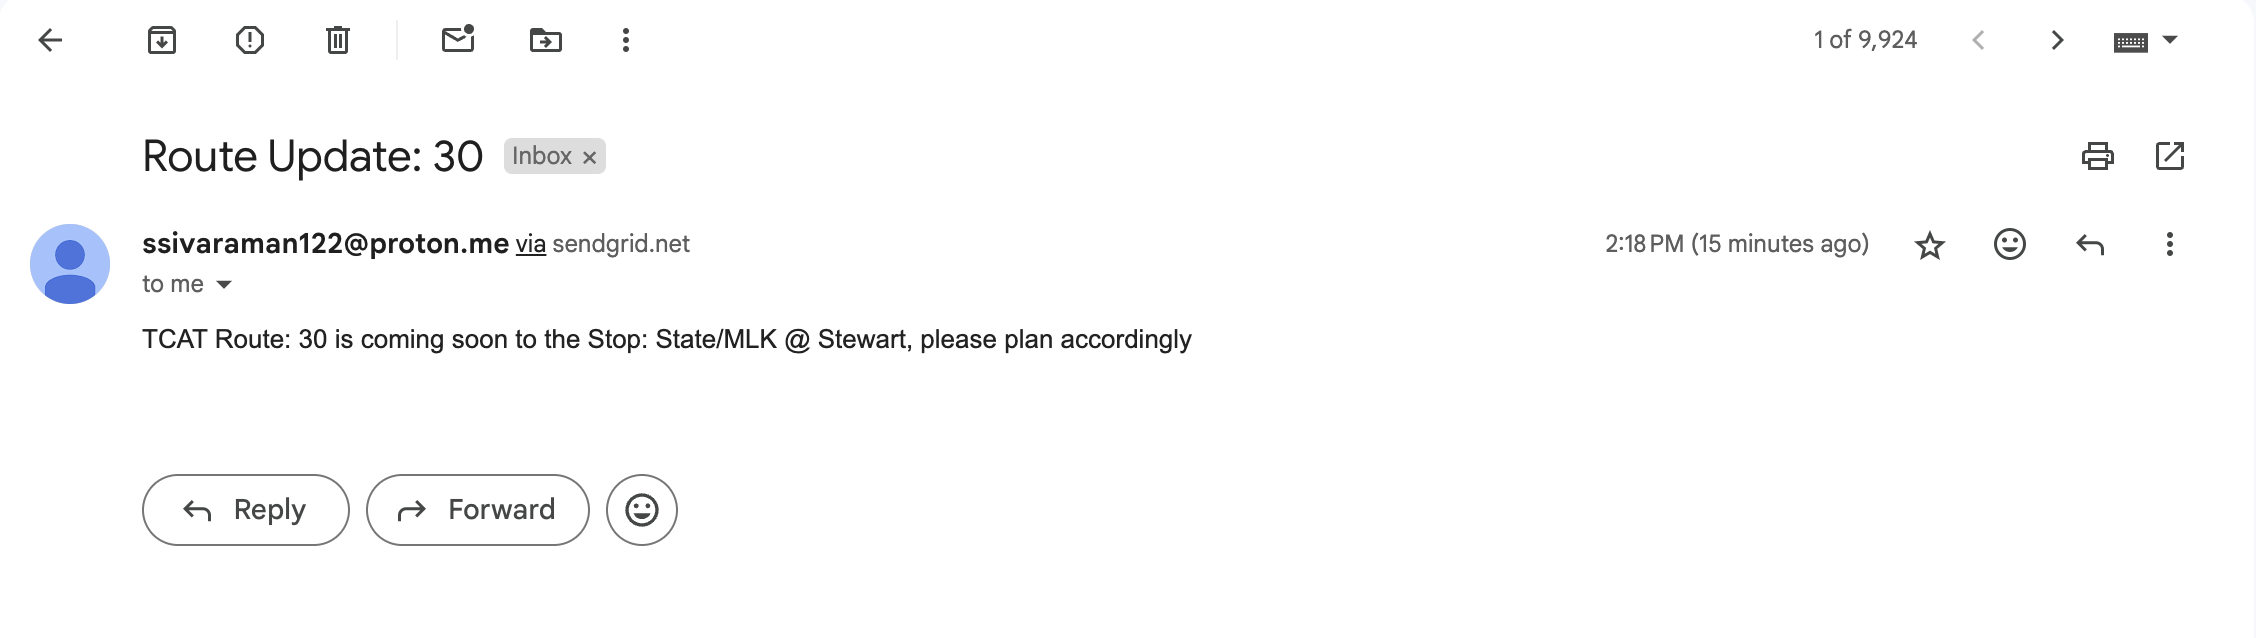 1 of 9,924
Route Update: 30 Inbox ×
ssivaraman122@proton.me via sendgrid.net 2:18 PM (15 minutes ago)
to me
TCAT Route: 30 is coming soon to the Stop: State/MLK @ Stewart, please plan accordingly
Reply Forward